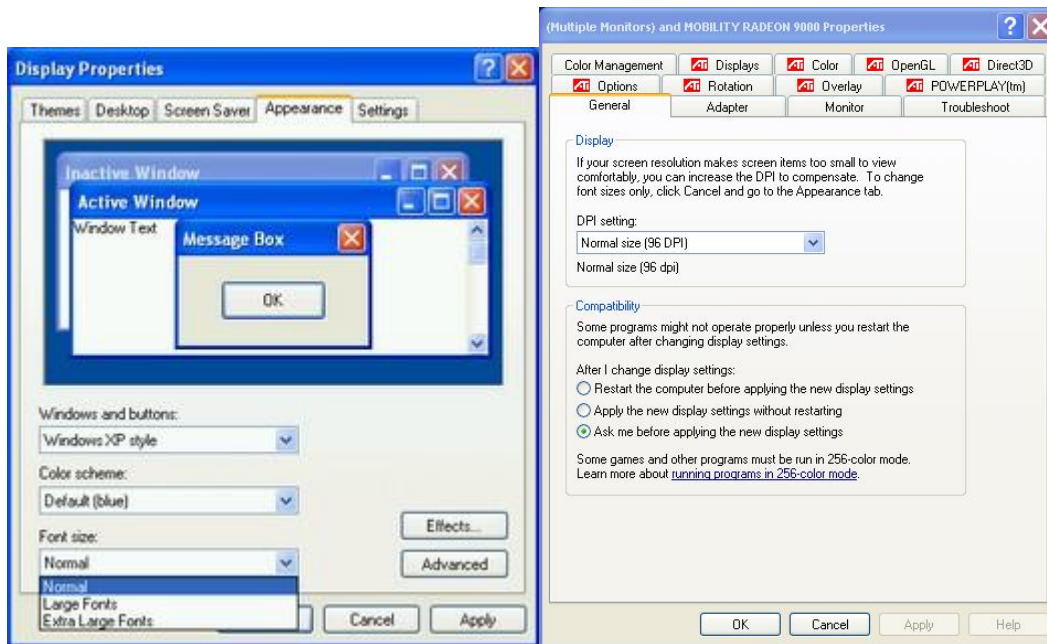 Display Properties
Themes Desktop Screen Saver Appearance Settings
Inactive Window
Active Window
Window Text
Message Box
OK
Windows and buttons:
Windows XP style
Color scheme:
Default (blue)
Font size:
Normal
Normal
Large Fonts
Extra Large Fonts
Effects...
Advanced
Cancel Apply
(Multiple Monitors) and MOBILITY RADEON 9000 Properties
Color Management ATI Displays ATI Color ATI OpenGL ATI Direct3D
ATI Options ATI Rotation ATI Overlay ATI POWERPLAY(tm)
General Adapter Monitor Troubleshoot
Display
If your screen resolution makes screen items too small to view
comfortably, you can increase the DPI to compensate. To change
font sizes only, click Cancel and go to the Appearance tab.
DPI setting:
Normal size (96 DPI)
Normal size (96 dpi)
Compatibility
Some programs might not operate properly unless you restart the
computer after changing display settings.
After I change display settings:
Restart the computer before applying the new display settings
Apply the new display settings without restarting
Ask me before applying the new display settings
Some games and other programs must be run in 256-color mode.
Learn more about running programs in 256-color mode.
OK Cancel Apply Help